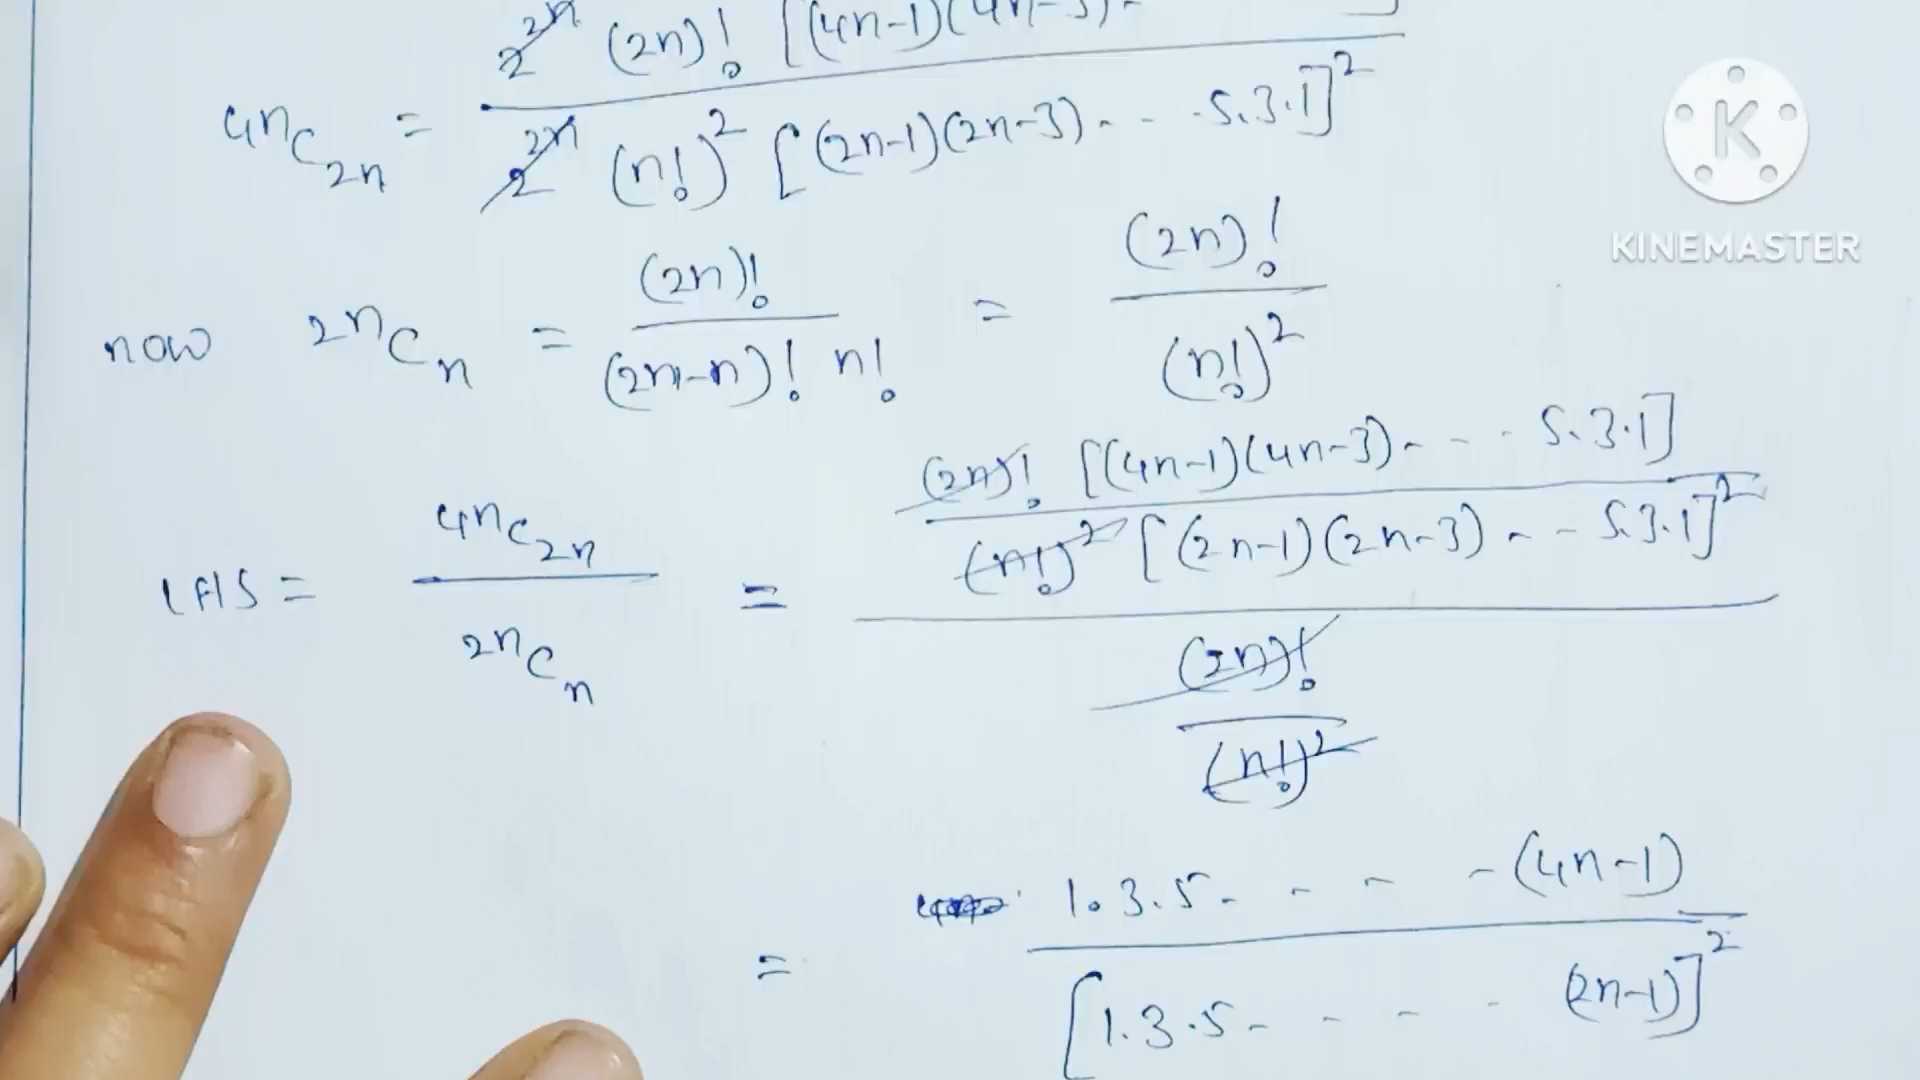 2^{2n} (2n)! [(4n-1)(4n-3)-
4nC2n = 2^{2n} (n!)^2 [(2n-1)(2n-3)- - - -5.3.1]^2
K
KINEMASTER
now 2nCn = (2n)! / (2n-n)! n! = (2n)! / (n!)^2
(2n)! [(4n-1)(4n-3)- - - 5.3.1]
LHS = 4nC2n / 2nCn = (n!)^2 [(2n-1)(2n-3)- - - 5.3.1]^2
(2n)!
(n!)^2
1.3.5- - - -(4n-1)
= [1.3.5- - - - (2n-1)]^2